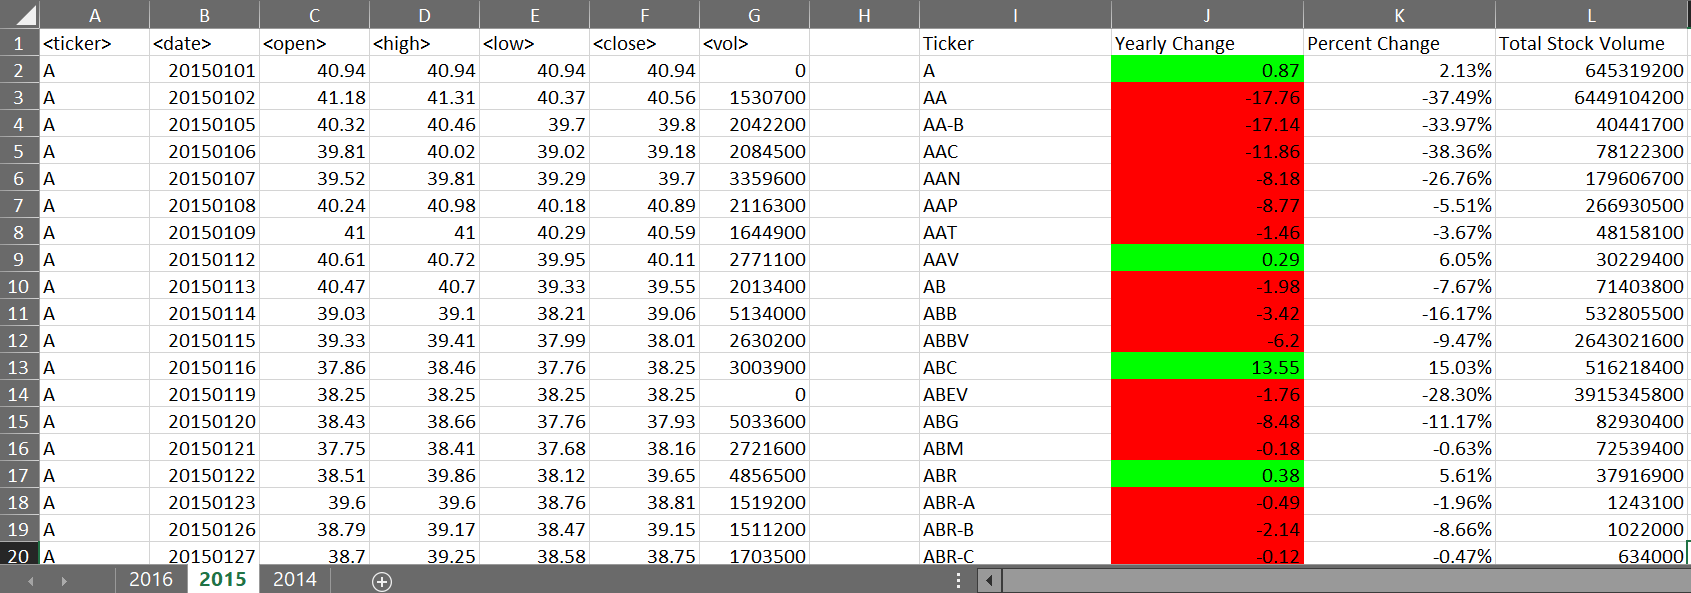 A B C D E F G H I J K L
1 <ticker> <date> <open> <high> <low> <close> <vol> Ticker Yearly Change Percent Change Total Stock Volume
2 A 20150101 40.94 40.94 40.94 40.94 0 A 0.87 2.13% 645319200
3 A 20150102 41.18 41.31 40.37 40.56 1530700 AA -17.76 -37.49% 6449104200
4 A 20150105 40.32 40.46 39.7 39.8 2042200 AA-B -17.14 -33.97% 40441700
5 A 20150106 39.81 40.02 39.02 39.18 2084500 AAC -11.86 -38.36% 78122300
6 A 20150107 39.52 39.81 39.29 39.7 3359600 AAN -8.18 -26.76% 179606700
7 A 20150108 40.24 40.98 40.18 40.89 2116300 AAP -8.77 -5.51% 266930500
8 A 20150109 41 41 40.29 40.59 1644900 AAT -1.46 -3.67% 48158100
9 A 20150112 40.61 40.72 39.95 40.11 2771100 AAV 0.29 6.05% 30229400
10 A 20150113 40.47 40.7 39.33 39.55 2013400 AB -1.98 -7.67% 71403800
11 A 20150114 39.03 39.1 38.21 39.06 5134000 ABB -3.42 -16.17% 532805500
12 A 20150115 39.33 39.41 37.99 38.01 2630200 ABBV -6.2 -9.47% 2643021600
13 A 20150116 37.86 38.46 37.76 38.25 3003900 ABC 13.55 15.03% 516218400
14 A 20150119 38.25 38.25 38.25 38.25 0 ABEV -1.76 -28.30% 3915345800
15 A 20150120 38.43 38.66 37.76 37.93 5033600 ABG -8.48 -11.17% 82930400
16 A 20150121 37.75 38.41 37.68 38.16 2721600 ABM -0.18 -0.63% 72539400
17 A 20150122 38.51 39.86 38.12 39.65 4856500 ABR 0.38 5.61% 37916900
18 A 20150123 39.6 39.6 38.76 38.81 1519200 ABR-A -0.49 -1.96% 1243100
19 A 20150126 38.79 39.17 38.47 39.15 1511200 ABR-B -2.14 -8.66% 1022000
20 A 20150127 38.7 39.25 38.58 38.75 1703500 ABR-C -0.12 -0.47% 634000
2016 2015 2014